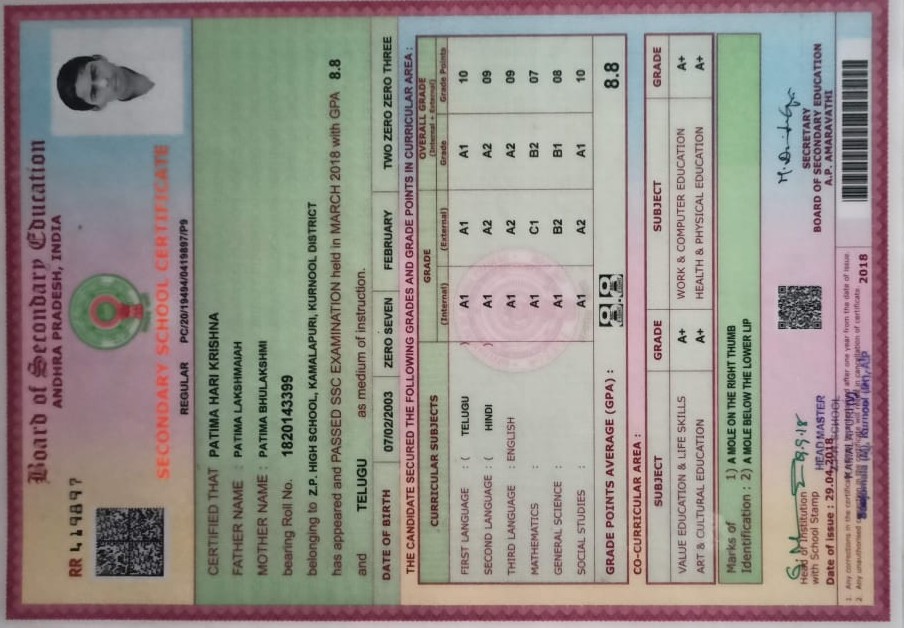 Board of Secondary Education
ANDHRA PRADESH, INDIA
RR 419897
SECONDARY SCHOOL CERTIFICATE
REGULAR PC/20/19494/0419897/P9
CERTIFIED THAT PATIMA HARI KRISHNA
FATHER NAME : PATIMA LAKSHMAIAH
MOTHER NAME : PATIMA BHULAKSHMI
bearing Roll No. 1820143399
belonging to Z.P. HIGH SCHOOL, KAMALAPURI, KURNOOL DISTRICT
has appeared and PASSED SSC EXAMINATION held in MARCH 2018 with GPA 8.8
and TELUGU as medium of instruction.
DATE OF BIRTH 07/02/2003 ZERO SEVEN FEBRUARY TWO ZERO ZERO THREE
THE CANDIDATE SECURED THE FOLLOWING GRADES AND GRADE POINTS IN CURRICULAR AREA :
CURRICULAR SUBJECTS GRADE OVERALL GRADE
(Internal + External)
(Internal) (External) Grade Grade Points
FIRST LANGUAGE : ( TELUGU ) A1 A1 A1 10
SECOND LANGUAGE : ( HINDI ) A1 A2 A2 09
THIRD LANGUAGE : ENGLISH A1 A2 A2 09
MATHEMATICS : A1 C1 B2 07
GENERAL SCIENCE : A1 B2 B1 08
SOCIAL STUDIES : A1 A2 A1 10
GRADE POINTS AVERAGE (GPA) : 8.8 8.8
CO-CURRICULAR AREA :
SUBJECT GRADE SUBJECT GRADE
VALUE EDUCATION & LIFE SKILLS A+ WORK & COMPUTER EDUCATION A+
ART & CULTURAL EDUCATION A+ HEALTH & PHYSICAL EDUCATION A+
Marks of 1) A MOLE ON THE RIGHT THUMB
Identification : 2) A MOLE BELOW THE LOWER LIP
Head of Institution
with School Stamp
Date of issue : 29.04.2018
HEAD MASTER
Z.P.H. SCHOOL
KAMALAPURI (V)
(M), Kurnool (Dt), A.P
SECRETARY
BOARD OF SECONDARY EDUCATION
A.P. AMARAVATHI
1. Any corrections in the certificate after one year from the date of issue.
2. Any unauthorised correction in the certificate will result in cancellation of certificate.
2018